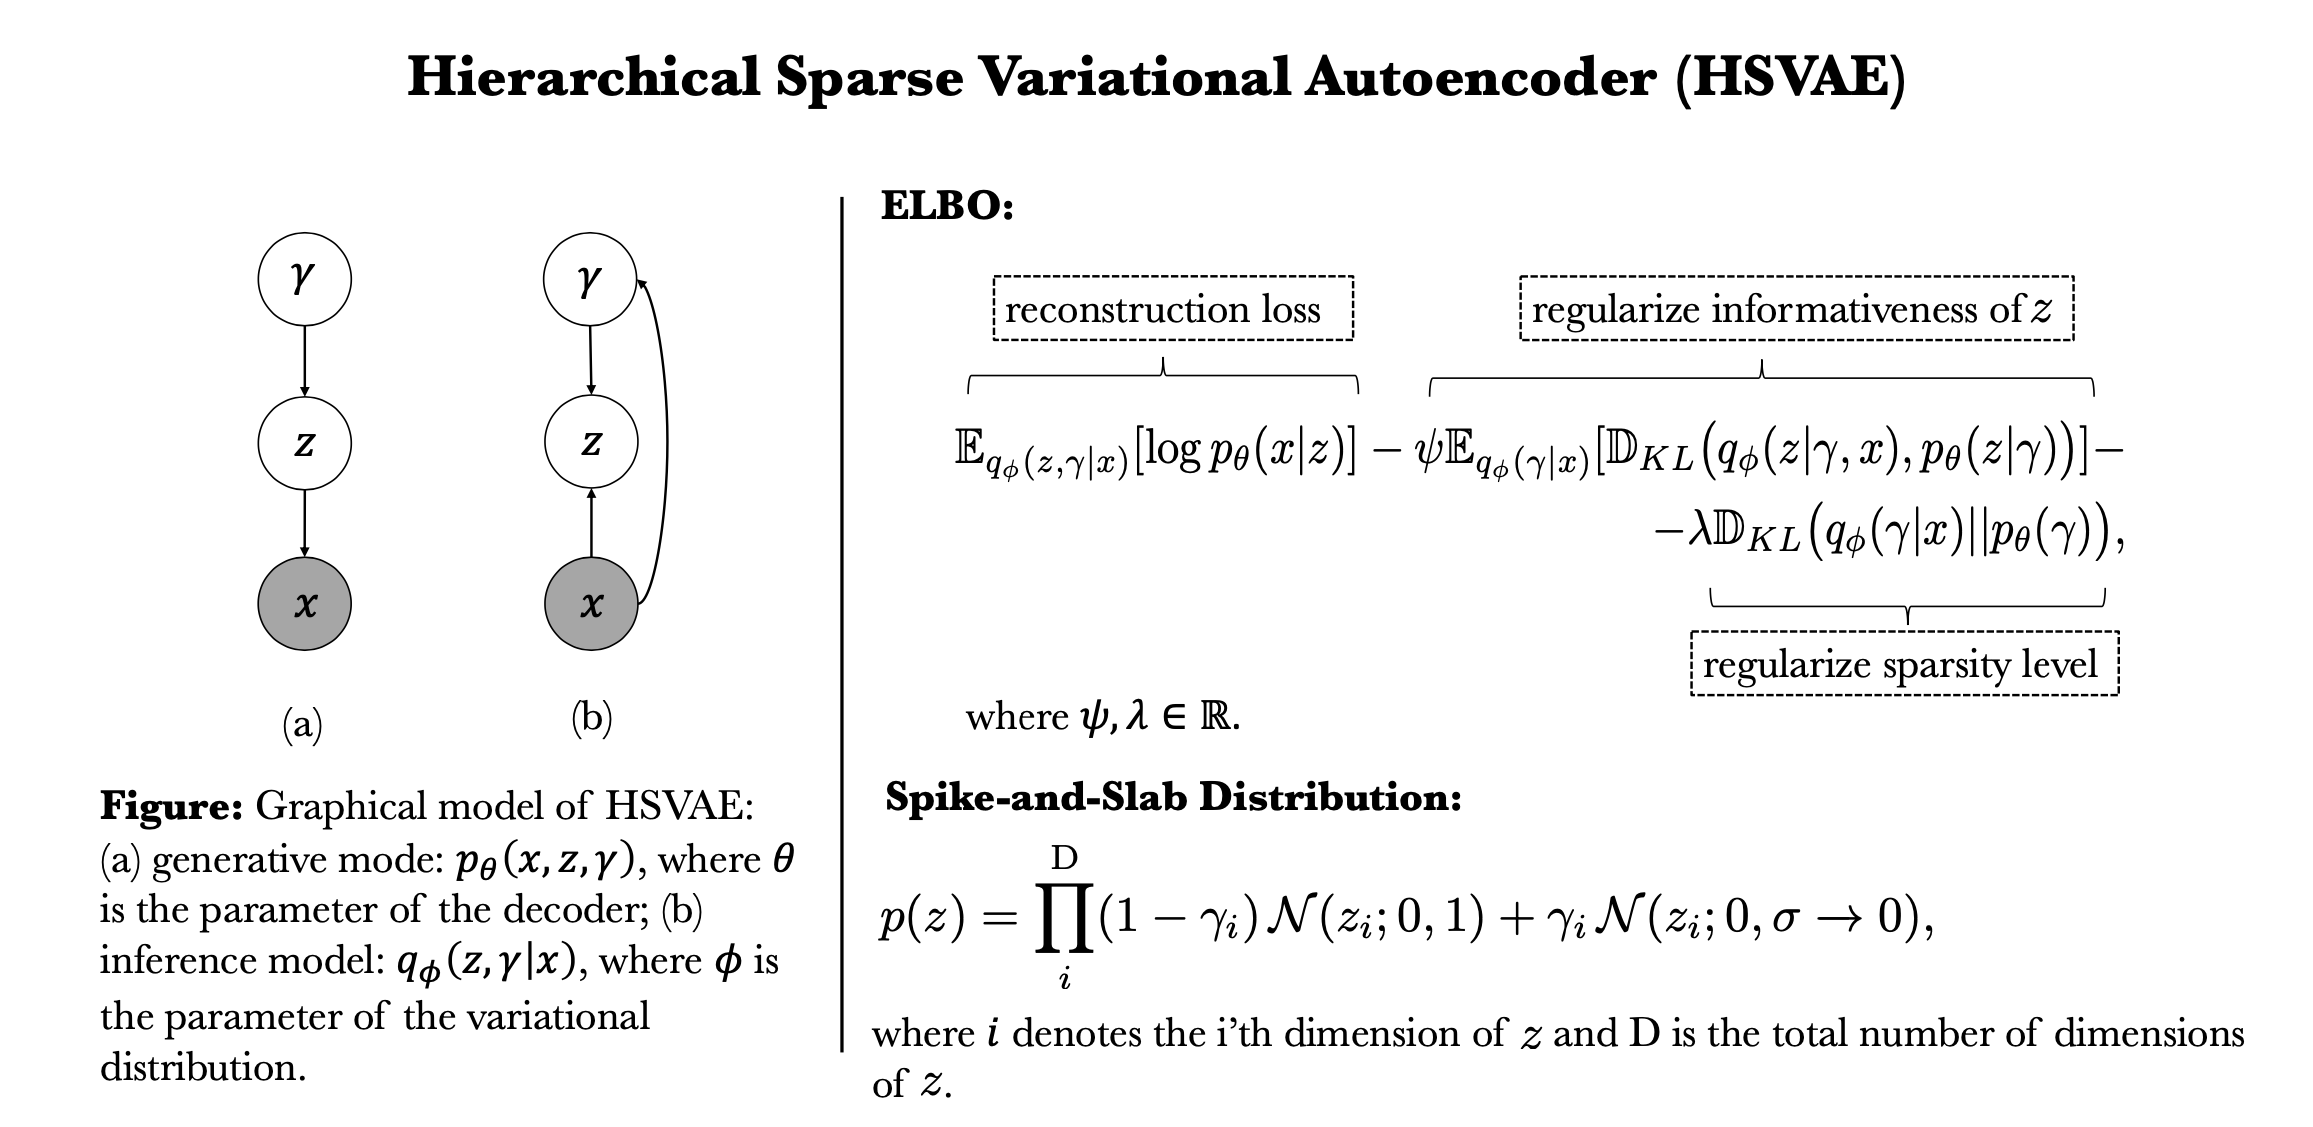 Hierarchical Sparse Variational Autoencoder (HSVAE)
γ
z
x
(a)
γ
z
x
(b)
Figure: Graphical model of HSVAE:
(a) generative mode: p_θ(x, z, γ), where θ
is the parameter of the decoder; (b)
inference model: q_ϕ(z, γ|x), where ϕ is
the parameter of the variational
distribution.
ELBO:
reconstruction loss
regularize informativeness of z
𝔼_{q_ϕ(z,γ|x)}[log p_θ(x|z)] − ψ𝔼_{q_ϕ(γ|x)}[𝔻_{KL}(q_ϕ(z|γ, x), p_θ(z|γ))]−
−λ𝔻_{KL}(q_ϕ(γ|x)||p_θ(γ)),
regularize sparsity level
where ψ, λ ∈ ℝ.
Spike-and-Slab Distribution:
p(z) = ∏_i^D (1 − γ_i) 𝒩(z_i; 0, 1) + γ_i 𝒩(z_i; 0, σ → 0),
where i denotes the i’th dimension of z and D is the total number of dimensions
of z.